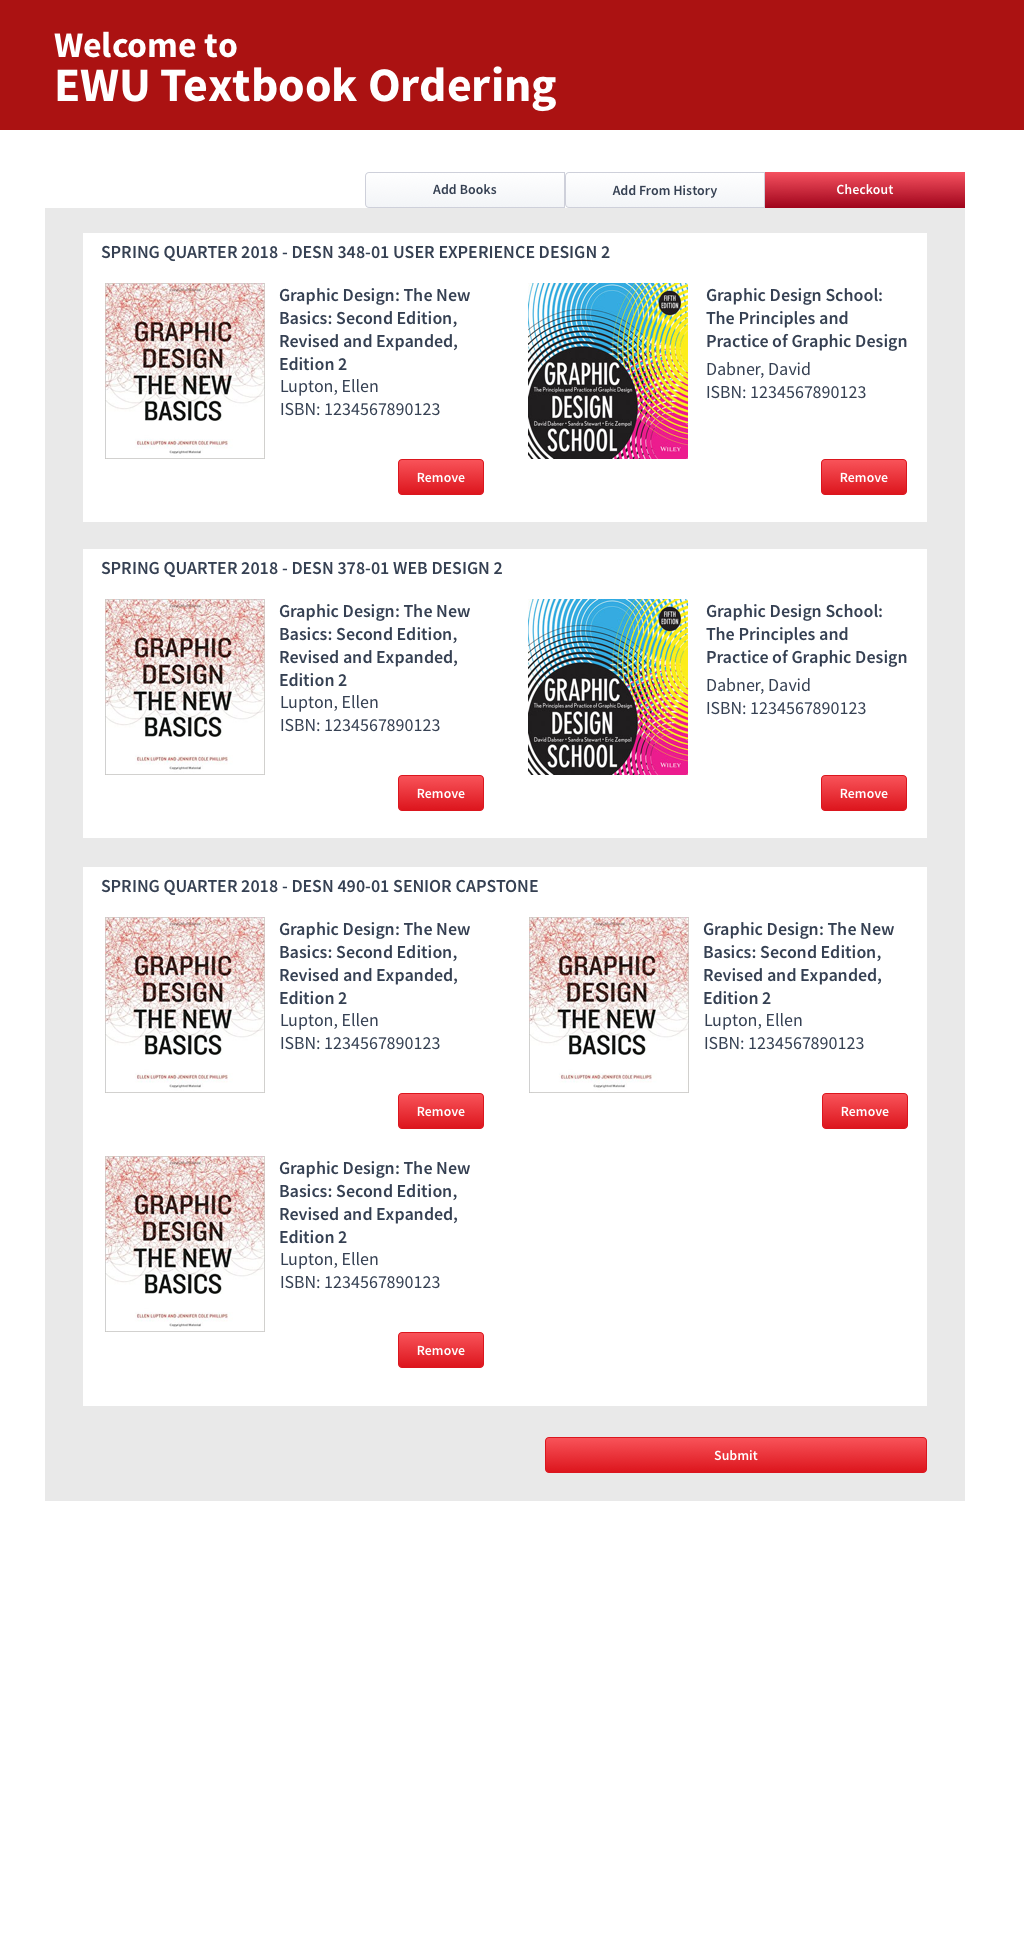 Welcome to
EWU Textbook Ordering
Add Books
Add From History
Checkout
SPRING QUARTER 2018 - DESN 348-01 USER EXPERIENCE DESIGN 2
GRAPHIC
DESIGN
THE NEW
BASICS
ELLEN LUPTON AND JENNIFER COLE PHILLIPS
Copyrighted Material
Graphic Design: The New
Basics: Second Edition,
Revised and Expanded,
Edition 2
Lupton, Ellen
ISBN: 1234567890123
Remove
FIFTH
EDITION
GRAPHIC
The Principles and Practice of Graphic Design
DESIGN
David Dabner • Sandra Stewart • Eric Zempol
SCHOOL
WILEY
Graphic Design School:
The Principles and
Practice of Graphic Design
Dabner, David
ISBN: 1234567890123
Remove
SPRING QUARTER 2018 - DESN 378-01 WEB DESIGN 2
GRAPHIC
DESIGN
THE NEW
BASICS
ELLEN LUPTON AND JENNIFER COLE PHILLIPS
Copyrighted Material
Graphic Design: The New
Basics: Second Edition,
Revised and Expanded,
Edition 2
Lupton, Ellen
ISBN: 1234567890123
Remove
FIFTH
EDITION
GRAPHIC
The Principles and Practice of Graphic Design
DESIGN
David Dabner • Sandra Stewart • Eric Zempol
SCHOOL
WILEY
Graphic Design School:
The Principles and
Practice of Graphic Design
Dabner, David
ISBN: 1234567890123
Remove
SPRING QUARTER 2018 - DESN 490-01 SENIOR CAPSTONE
GRAPHIC
DESIGN
THE NEW
BASICS
ELLEN LUPTON AND JENNIFER COLE PHILLIPS
Copyrighted Material
Graphic Design: The New
Basics: Second Edition,
Revised and Expanded,
Edition 2
Lupton, Ellen
ISBN: 1234567890123
Remove
GRAPHIC
DESIGN
THE NEW
BASICS
ELLEN LUPTON AND JENNIFER COLE PHILLIPS
Copyrighted Material
Graphic Design: The New
Basics: Second Edition,
Revised and Expanded,
Edition 2
Lupton, Ellen
ISBN: 1234567890123
Remove
GRAPHIC
DESIGN
THE NEW
BASICS
ELLEN LUPTON AND JENNIFER COLE PHILLIPS
Copyrighted Material
Graphic Design: The New
Basics: Second Edition,
Revised and Expanded,
Edition 2
Lupton, Ellen
ISBN: 1234567890123
Remove
Submit